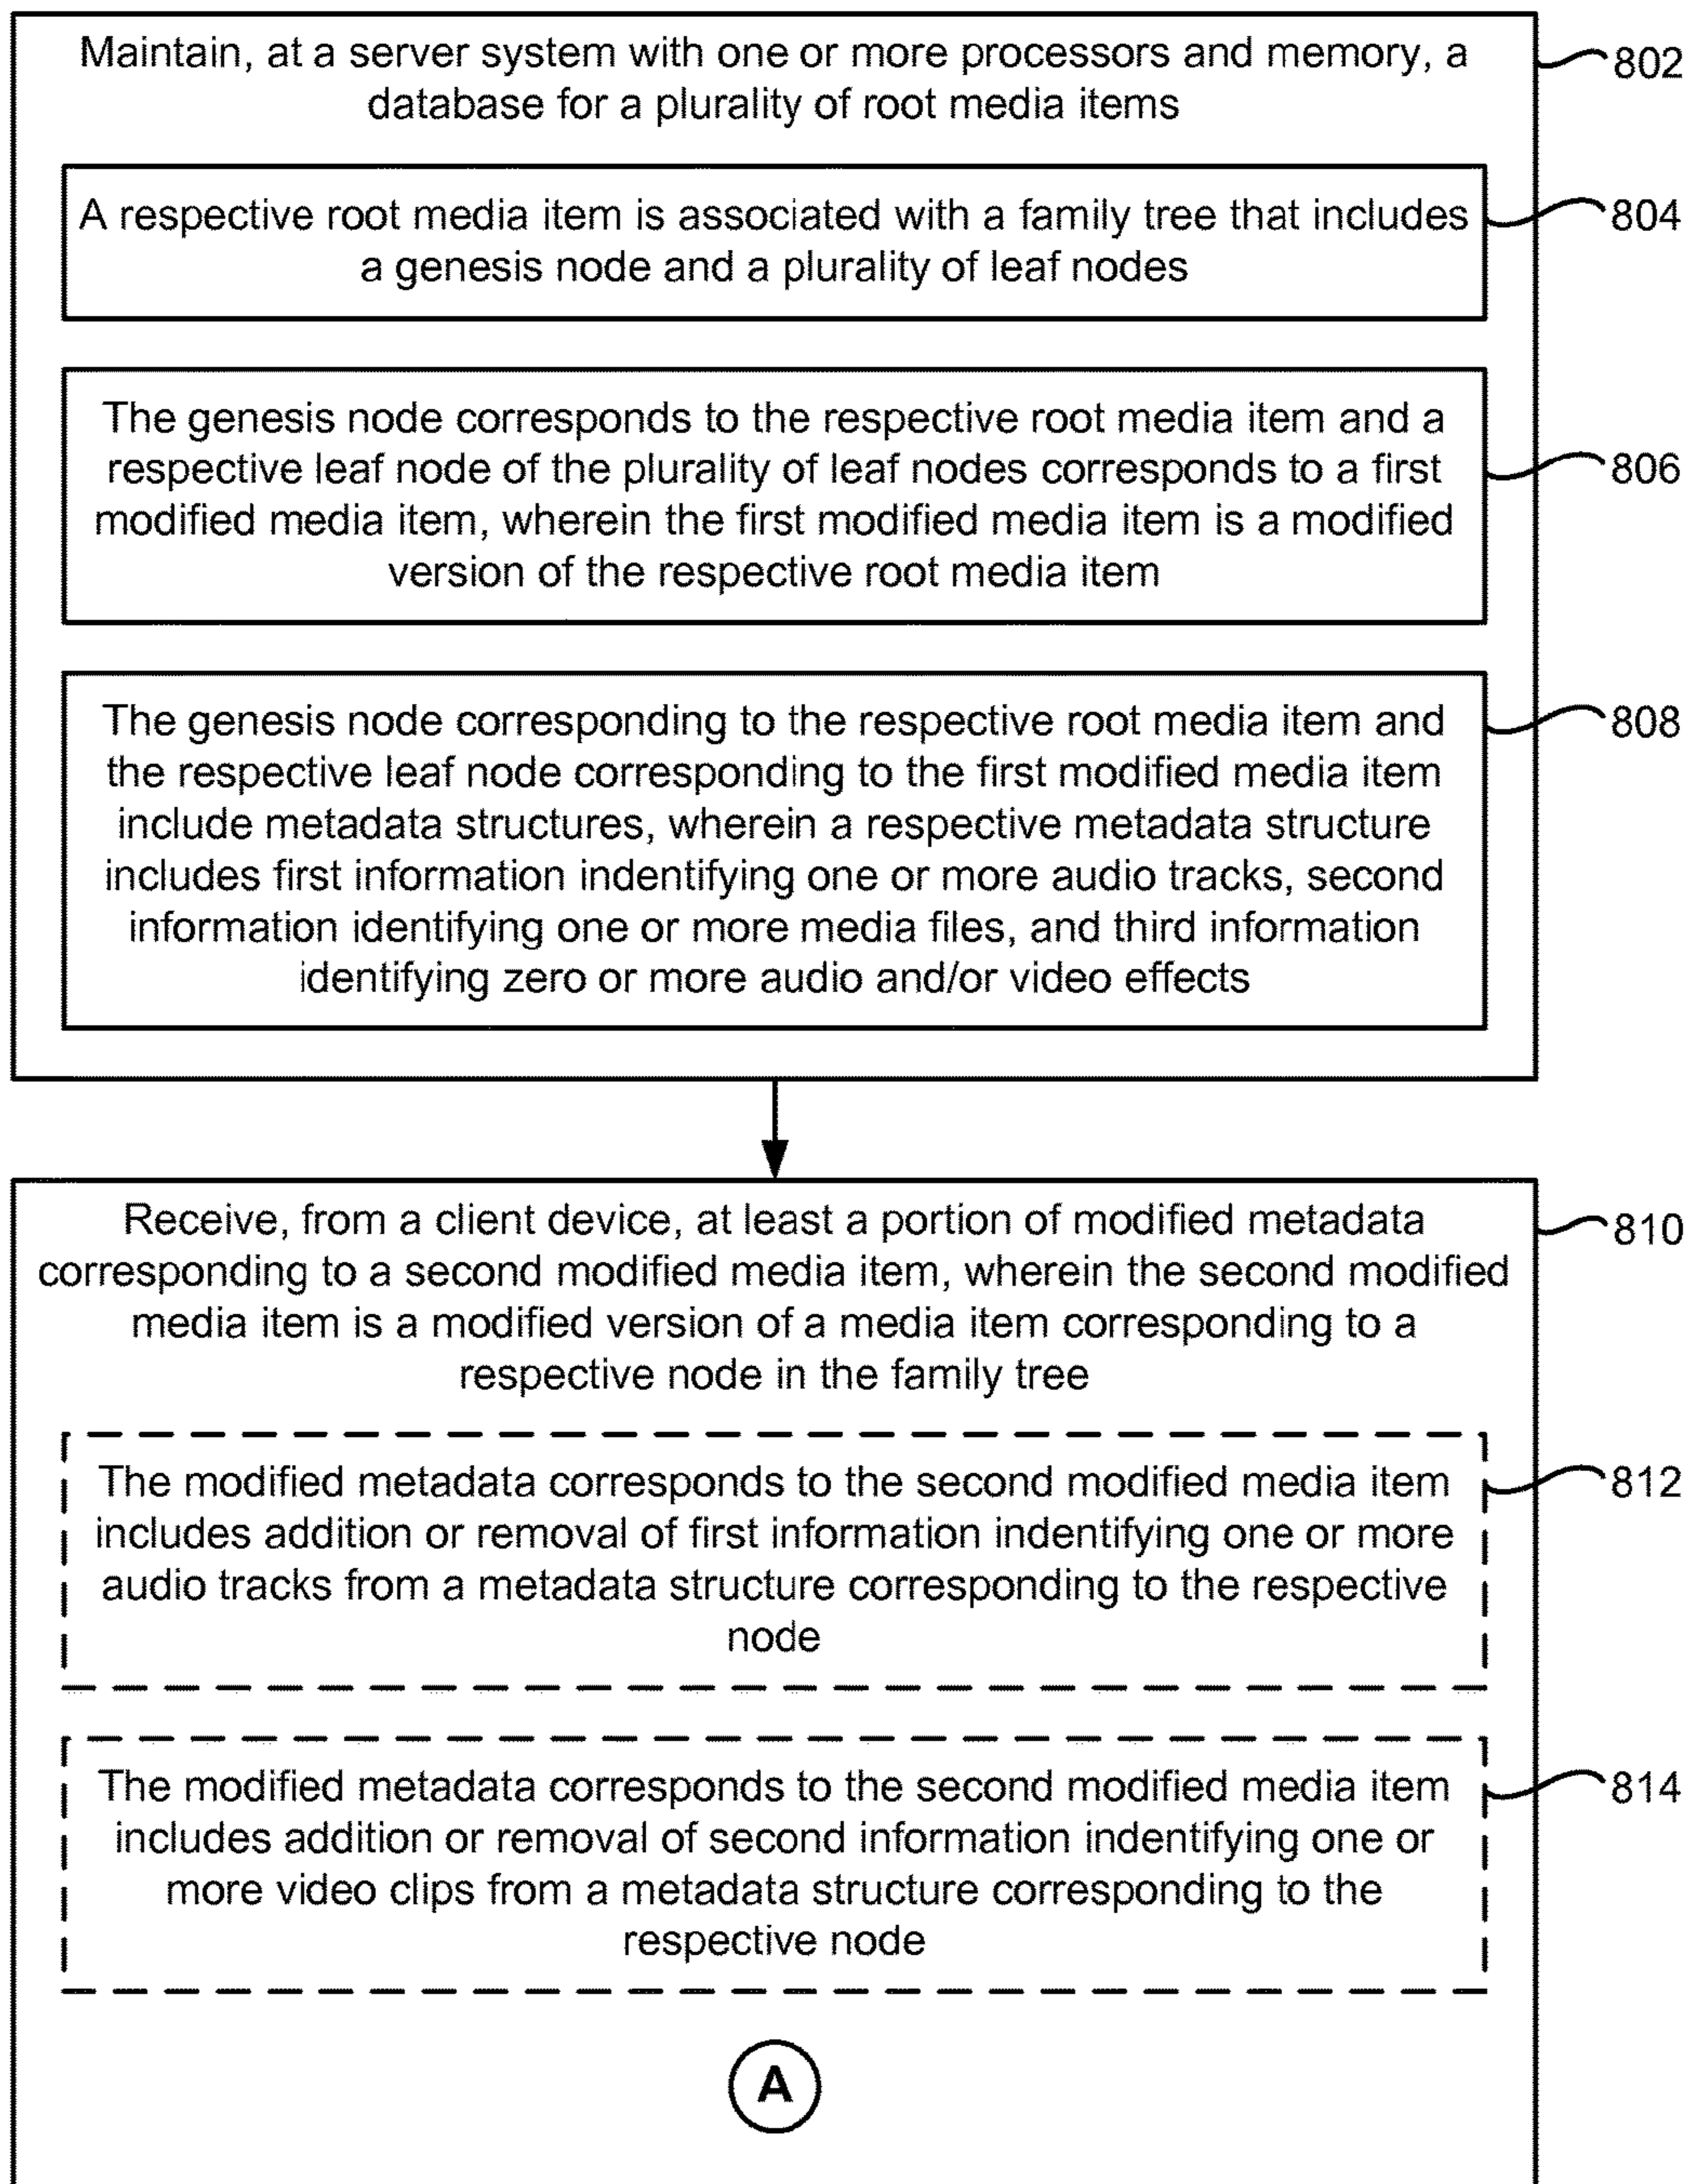 Maintain, at a server system with one or more processors and memory, a
database for a plurality of root media items
802
A respective root media item is associated with a family tree that includes
a genesis node and a plurality of leaf nodes
804
The genesis node corresponds to the respective root media item and a
respective leaf node of the plurality of leaf nodes corresponds to a first
modified media item, wherein the first modified media item is a modified
version of the respective root media item
806
The genesis node corresponding to the respective root media item and
the respective leaf node corresponding to the first modified media item
include metadata structures, wherein a respective metadata structure
includes first information indentifying one or more audio tracks, second
information identifying one or more media files, and third information
identifying zero or more audio and/or video effects
808
Receive, from a client device, at least a portion of modified metadata
corresponding to a second modified media item, wherein the second modified
media item is a modified version of a media item corresponding to a
respective node in the family tree
810
The modified metadata corresponds to the second modified media item
includes addition or removal of first information indentifying one or more
audio tracks from a metadata structure corresponding to the respective
node
812
The modified metadata corresponds to the second modified media item
includes addition or removal of second information indentifying one or
more video clips from a metadata structure corresponding to the
respective node
814
A